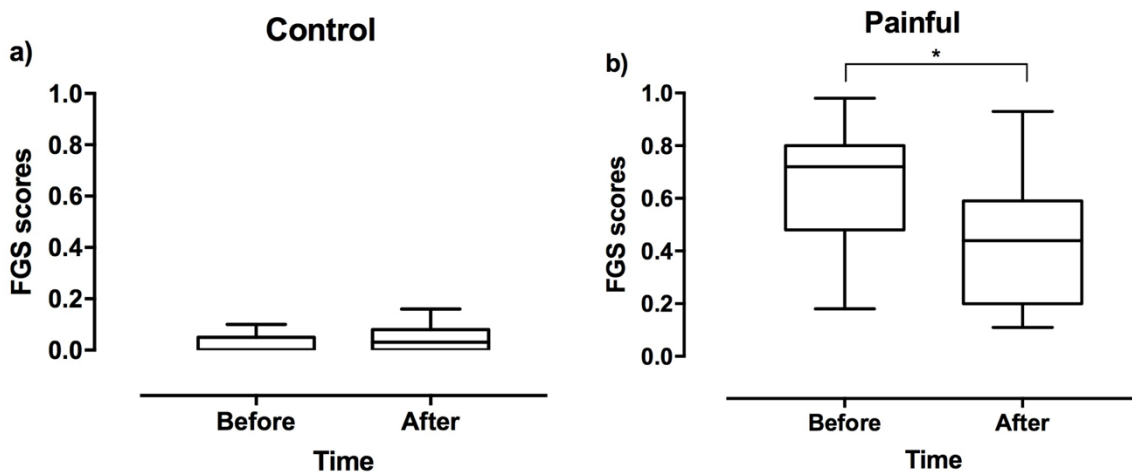 Control
a)
FGS scores
1.0
0.8
0.6
0.4
0.2
0.0
Before After
Time
Painful
b)
*
FGS scores
1.0
0.8
0.6
0.4
0.2
0.0
Before After
Time